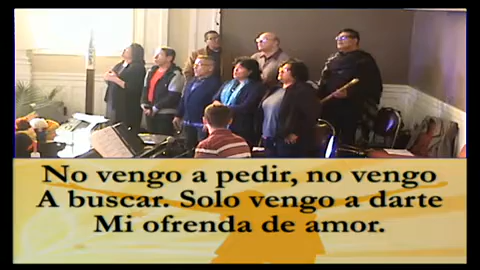 No vengo a pedir, no vengo
A buscar. Solo vengo a darte
Mi ofrenda de amor.